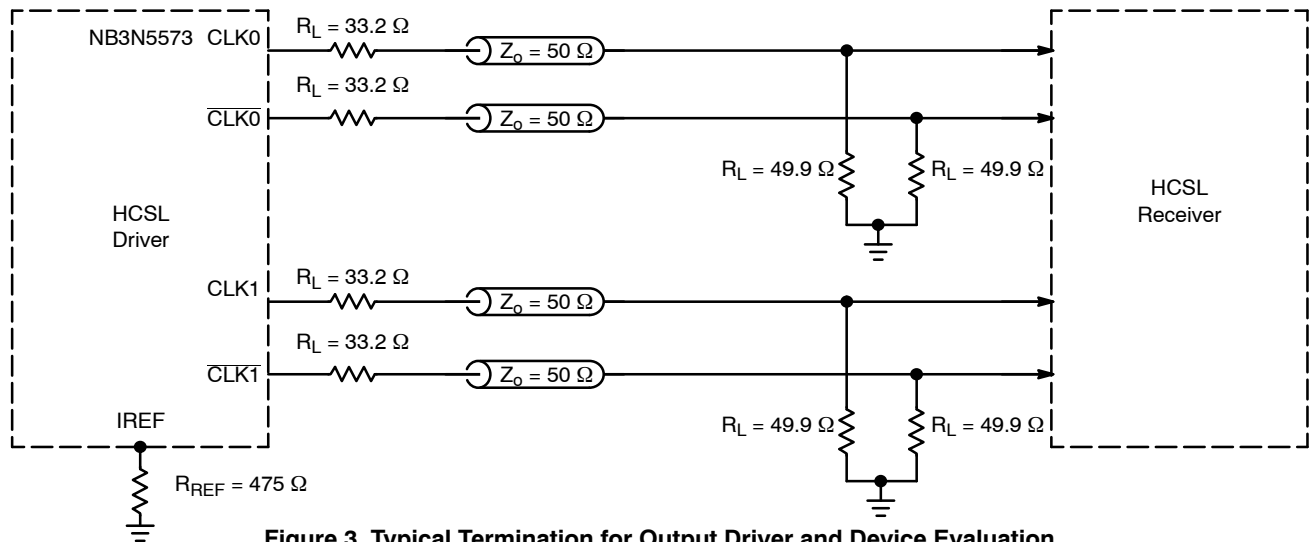 NB3N5573 CLK0
R_L = 33.2 Ω
Z_o = 50 Ω
R_L = 33.2 Ω
C̅L̅K̅0̅
Z_o = 50 Ω
R_L = 49.9 Ω
R_L = 49.9 Ω
HCSL
Driver
HCSL
Receiver
CLK1
R_L = 33.2 Ω
Z_o = 50 Ω
R_L = 33.2 Ω
C̅L̅K̅1̅
Z_o = 50 Ω
R_L = 49.9 Ω
R_L = 49.9 Ω
IREF
R_REF = 475 Ω
Figure 3. Typical Termination for Output Driver and Device Evaluation